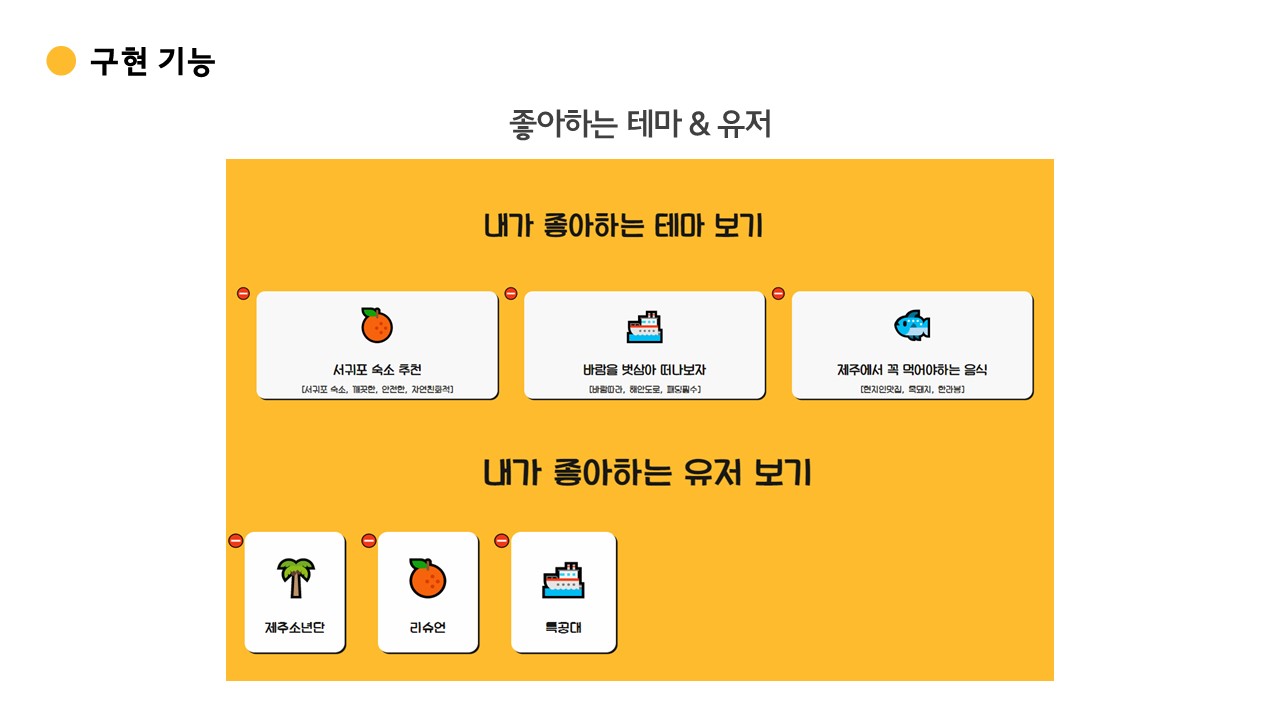 구현 기능
좋아하는 테마 & 유저
내가 좋아하는 테마 보기
서귀포 숙소 추천
[서귀포 숙소, 깨끗한, 안전한, 자연친화적]
바람을 벗삼아 떠나보자
[바람따라, 해안도로, 패딩필수]
제주에서 꼭 먹어야하는 음식
[현지인맛집, 흑돼지, 한라봉]
내가 좋아하는 유저 보기
제주소년단
리슈언
특공대